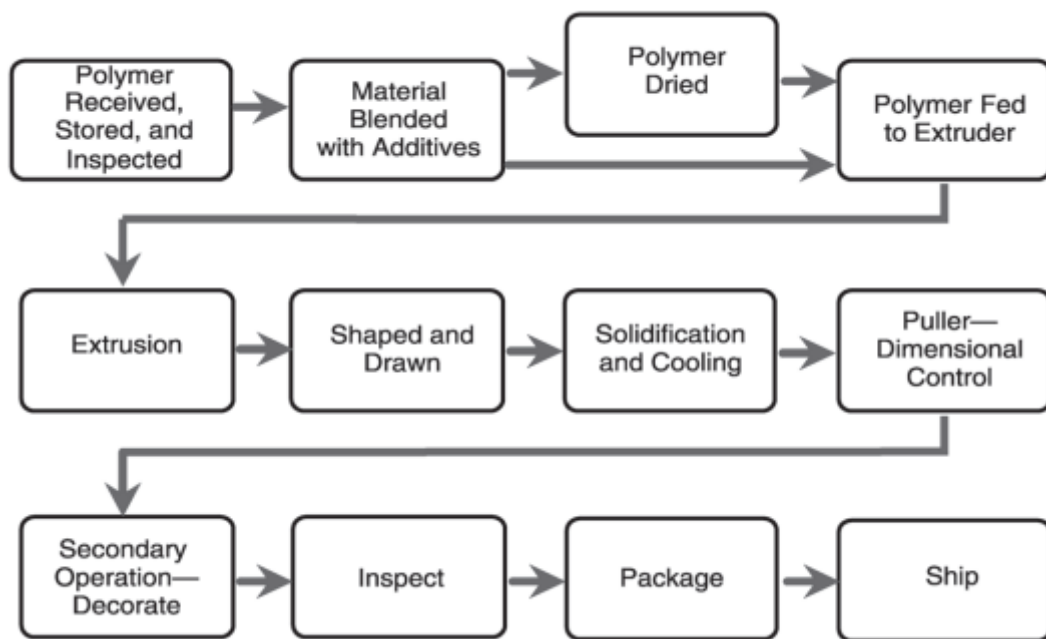 Polymer
Received,
Stored, and
Inspected
Material
Blended
with Additives
Polymer
Dried
Polymer Fed
to Extruder
Extrusion
Shaped and
Drawn
Solidification
and Cooling
Puller—
Dimensional
Control
Secondary
Operation—
Decorate
Inspect
Package
Ship